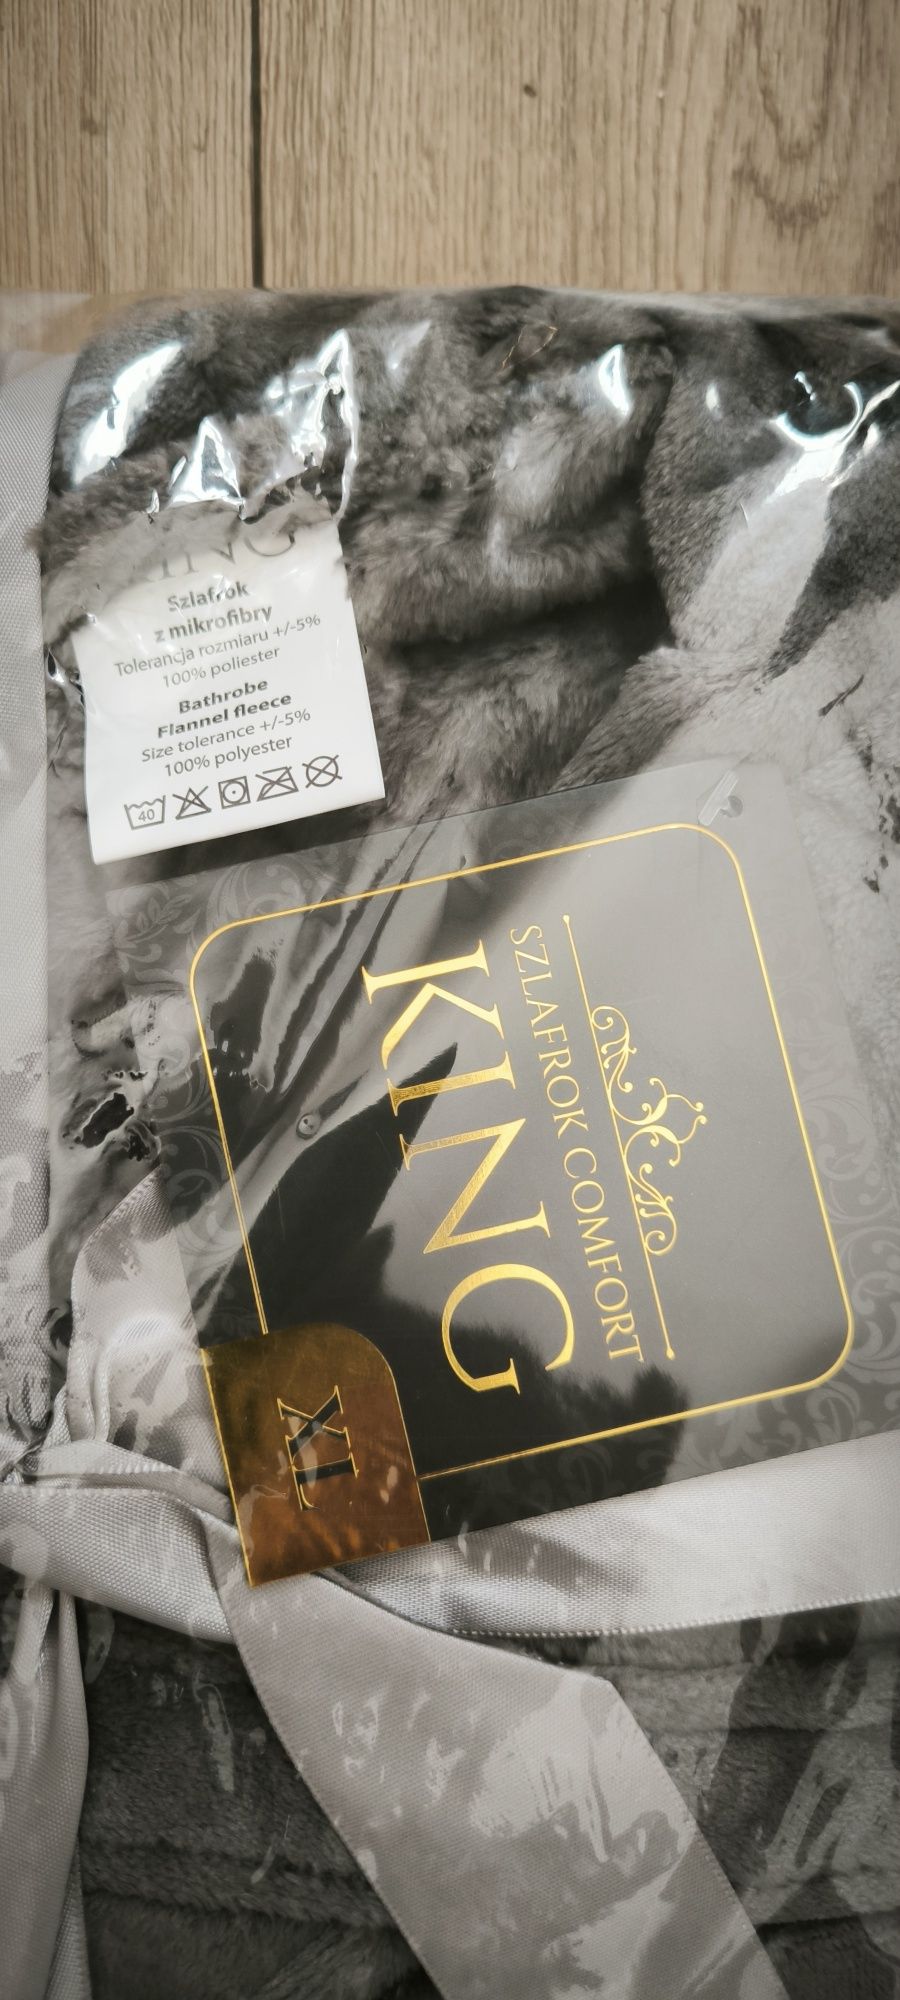 KING
Szlafrok
z mikrofibry
Tolerancja rozmiaru +/-5%
100% poliester
Bathrobe
Flannel fleece
Size tolerance +/-5%
100% polyester
40
SZLAFROK COMFORT
KING
XL